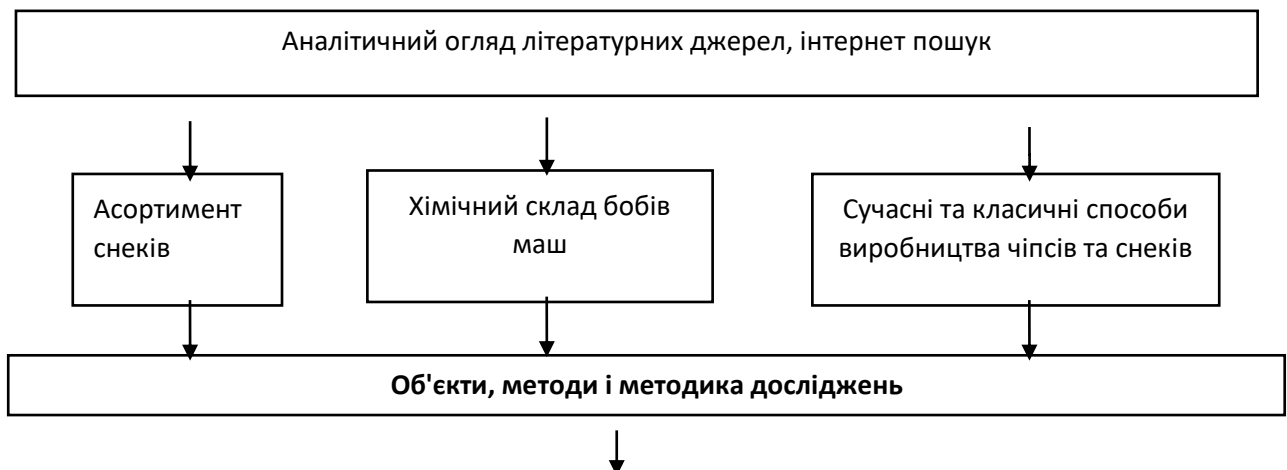 Аналітичний огляд літературних джерел, інтернет пошук
Асортимент
снеків
Хімічний склад бобів
маш
Сучасні та класичні способи
виробництва чіпсів та снеків
Об'єкти, методи і методика досліджень